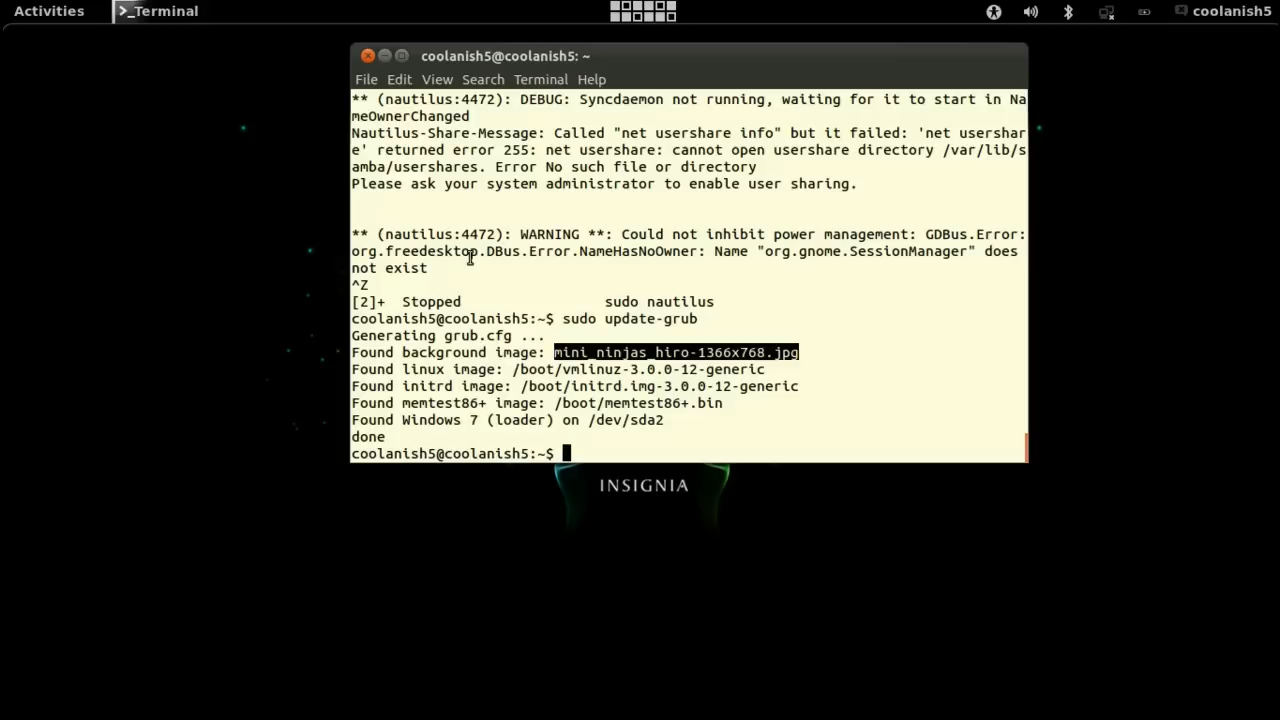 Activities
Terminal
coolanish5
coolanish5@coolanish5: ~
File Edit View Search Terminal Help
** (nautilus:4472): DEBUG: Syncdaemon not running, waiting for it to start in Na
meOwnerChanged
Nautilus-Share-Message: Called "net usershare info" but it failed: 'net usershar
e' returned error 255: net usershare: cannot open usershare directory /var/lib/s
amba/usershares. Error No such file or directory
Please ask your system administrator to enable user sharing.
** (nautilus:4472): WARNING **: Could not inhibit power management: GDBus.Error:
org.freedesktop.DBus.Error.NameHasNoOwner: Name "org.gnome.SessionManager" does
not exist
^Z
[2]+  Stopped                 sudo nautilus
coolanish5@coolanish5:~$ sudo update-grub
Generating grub.cfg ...
Found background image: mini_ninjas_hiro-1366x768.jpg
Found linux image: /boot/vmlinuz-3.0.0-12-generic
Found initrd image: /boot/initrd.img-3.0.0-12-generic
Found memtest86+ image: /boot/memtest86+.bin
Found Windows 7 (loader) on /dev/sda2
done
coolanish5@coolanish5:~$
INSIGNIA